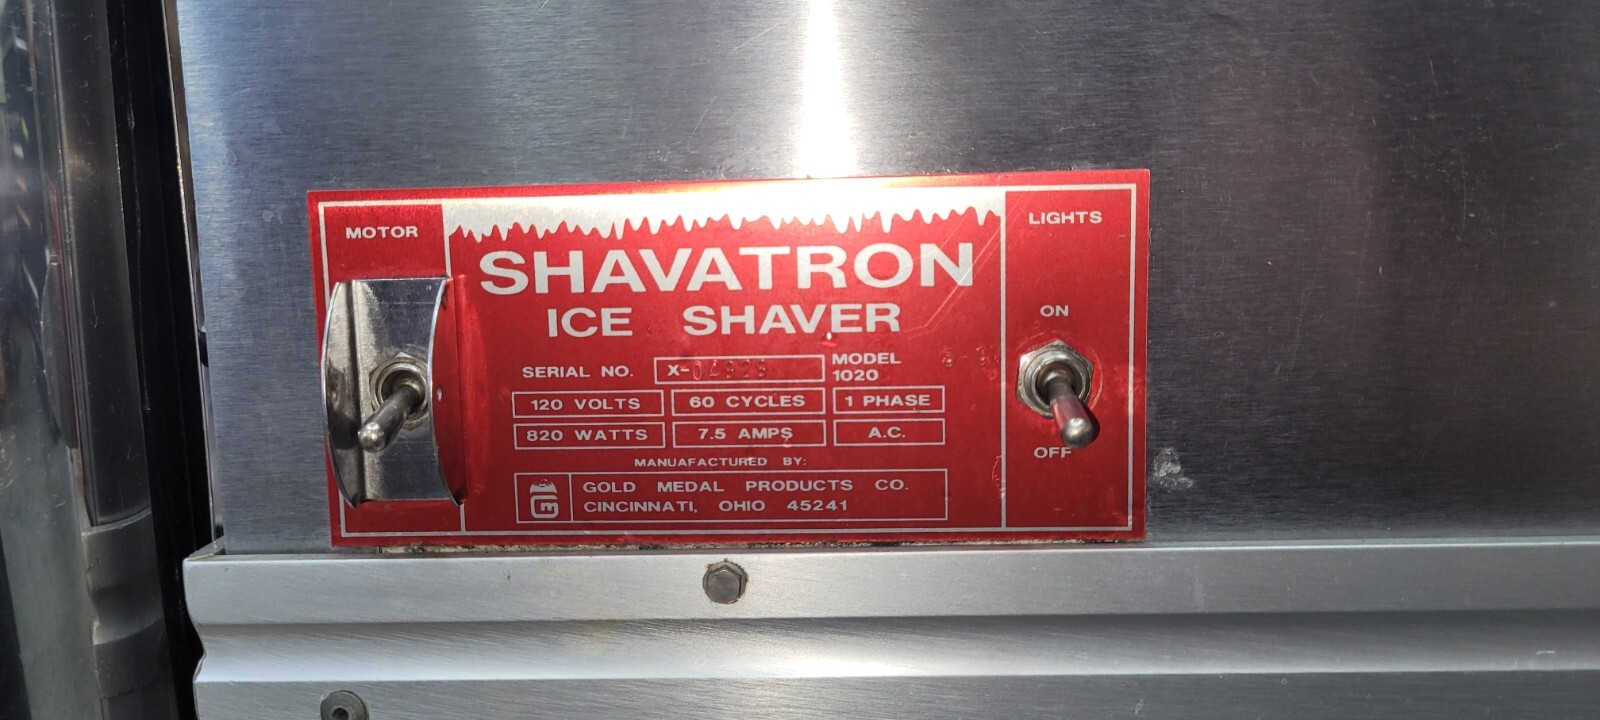 MOTOR
LIGHTS
SHAVATRON
ICE SHAVER
ON
OFF
SERIAL NO. X-04929
MODEL 1020
120 VOLTS 60 CYCLES 1 PHASE
820 WATTS 7.5 AMPS A.C.
MANUAFACTURED BY:
GOLD MEDAL PRODUCTS CO.
CINCINNATI, OHIO 45241